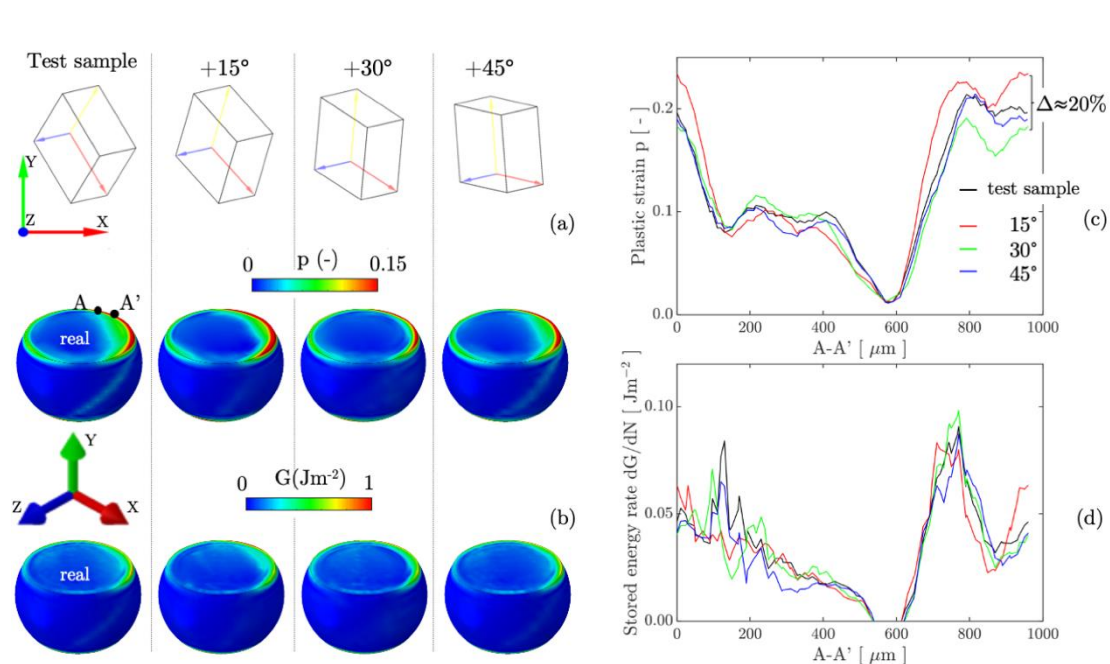 Test sample
+15°
+30°
+45°
Y
Z
X
(a)
0
p (-)
0.15
A
A’
real
Y
Z
X
0
G(Jm-2)
1
(b)
real
Plastic strain p [ - ]
0.2
0.1
0.0
Δ≈20%
test sample
15°
30°
45°
(c)
0
200
400
600
800
1000
A-A’ [ μm ]
Stored energy rate dG/dN [ Jm−2 ]
0.10
0.05
0.00
(d)
0
200
400
600
800
1000
A-A’ [ μm ]